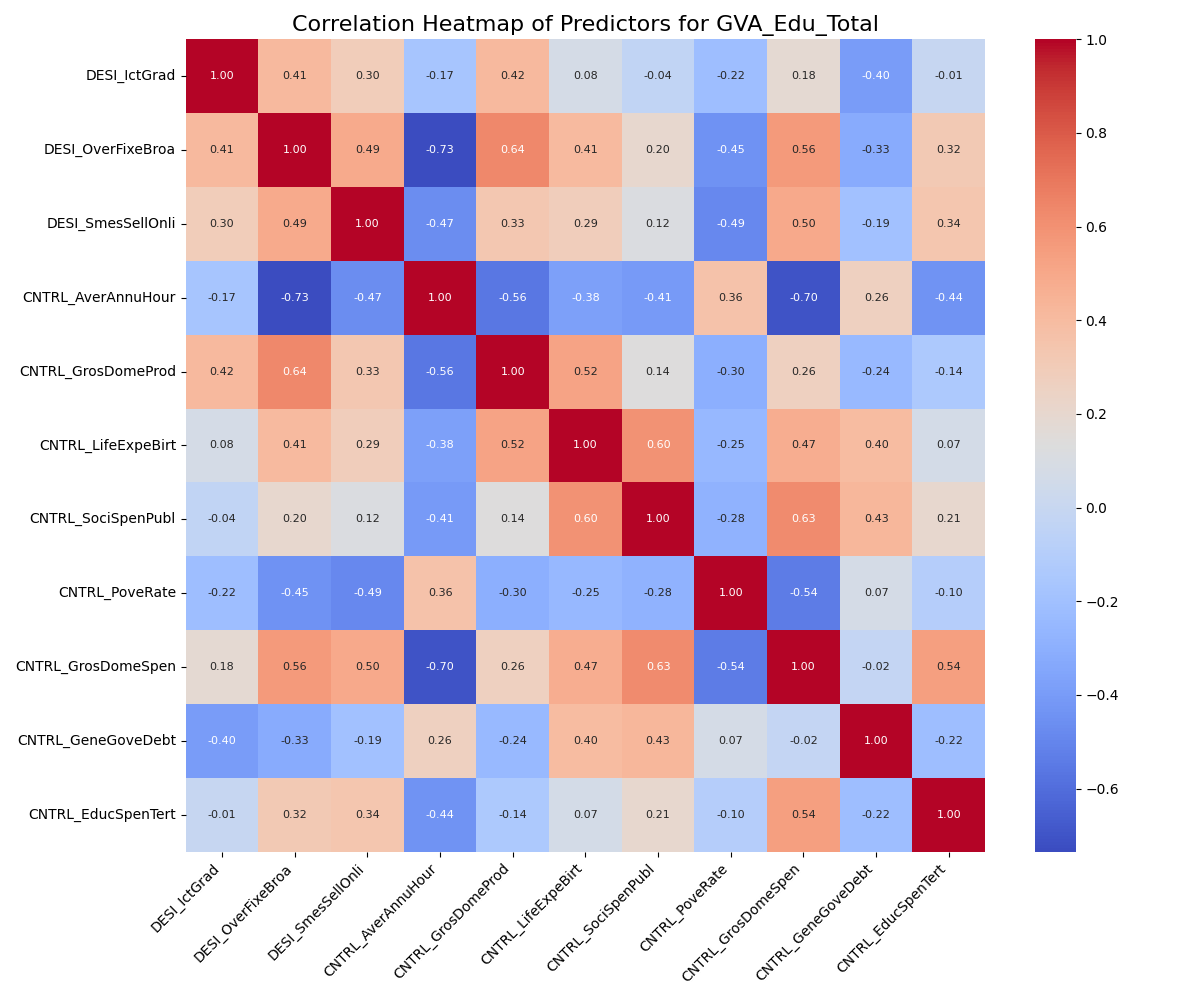 Correlation Heatmap of Predictors for GVA_Edu_Total
DESI_IctGrad 1.00 0.41 0.30 -0.17 0.42 0.08 -0.04 -0.22 0.18 -0.40 -0.01
DESI_OverFixeBroa 0.41 1.00 0.49 -0.73 0.64 0.41 0.20 -0.45 0.56 -0.33 0.32
DESI_SmesSellOnli 0.30 0.49 1.00 -0.47 0.33 0.29 0.12 -0.49 0.50 -0.19 0.34
CNTRL_AverAnnuHour -0.17 -0.73 -0.47 1.00 -0.56 -0.38 -0.41 0.36 -0.70 0.26 -0.44
CNTRL_GrosDomeProd 0.42 0.64 0.33 -0.56 1.00 0.52 0.14 -0.30 0.26 -0.24 -0.14
CNTRL_LifeExpeBirt 0.08 0.41 0.29 -0.38 0.52 1.00 0.60 -0.25 0.47 0.40 0.07
CNTRL_SociSpenPubl -0.04 0.20 0.12 -0.41 0.14 0.60 1.00 -0.28 0.63 0.43 0.21
CNTRL_PoveRate -0.22 -0.45 -0.49 0.36 -0.30 -0.25 -0.28 1.00 -0.54 0.07 -0.10
CNTRL_GrosDomeSpen 0.18 0.56 0.50 -0.70 0.26 0.47 0.63 -0.54 1.00 -0.02 0.54
CNTRL_GeneGoveDebt -0.40 -0.33 -0.19 0.26 -0.24 0.40 0.43 0.07 -0.02 1.00 -0.22
CNTRL_EducSpenTert -0.01 0.32 0.34 -0.44 -0.14 0.07 0.21 -0.10 0.54 -0.22 1.00
DESI_IctGrad
DESI_OverFixeBroa
DESI_SmesSellOnli
CNTRL_AverAnnuHour
CNTRL_GrosDomeProd
CNTRL_LifeExpeBirt
CNTRL_SociSpenPubl
CNTRL_PoveRate
CNTRL_GrosDomeSpen
CNTRL_GeneGoveDebt
CNTRL_EducSpenTert
1.0
0.8
0.6
0.4
0.2
0.0
−0.2
−0.4
−0.6